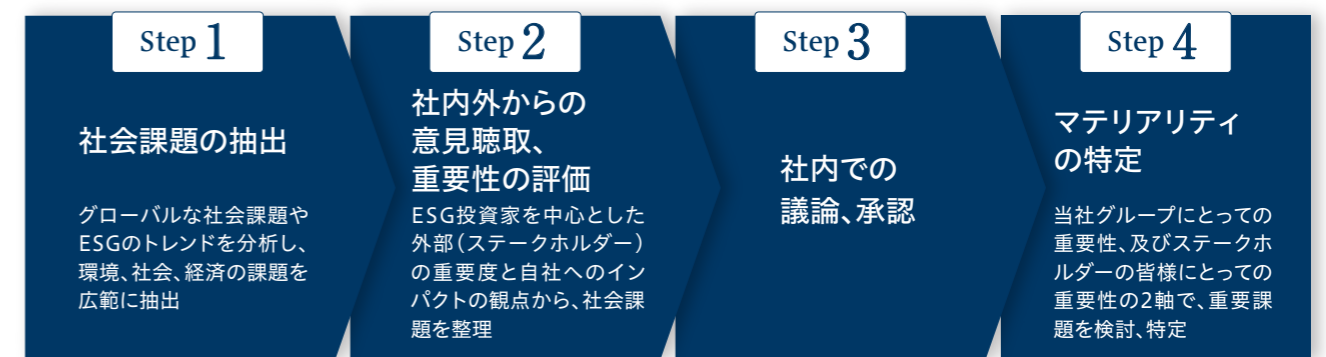 Step 1
社会課題の抽出
グローバルな社会課題や
ESGのトレンドを分析し、
環境、社会、経済の課題を
広範に抽出
Step 2
社内外からの
意見聴取、
重要性の評価
ESG投資家を中心とした
外部（ステークホルダー）
の重要度と自社へのイン
パクトの観点から、社会課
題を整理
Step 3
社内での
議論、承認
Step 4
マテリアリティ
の特定
当社グループにとっての
重要性、及びステークホ
ルダーの皆様にとっての
重要性の2軸で、重要課
題を検討、特定